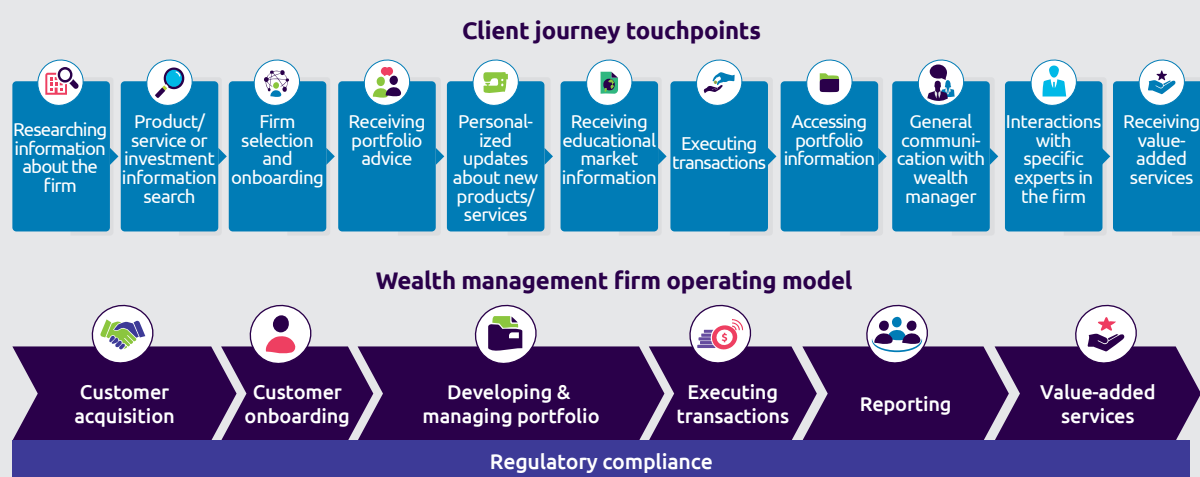 Client journey touchpoints
Researching
information
about the
firm
Product/
service or
investment
information
search
Firm
selection
and
onboarding
Receiving
portfolio
advice
Personal-
ized
updates
about new
products/
services
Receiving
educational
market
information
Executing
transactions
Accessing
portfolio
information
General
communi-
cation with
wealth
manager
Interactions
with
specific
experts in
the firm
Receiving
value-
added
services
Wealth management firm operating model
$
Customer
acquisition
Customer
onboarding
Developing &
managing portfolio
Executing
transactions
Reporting
Value-added
services
Regulatory compliance